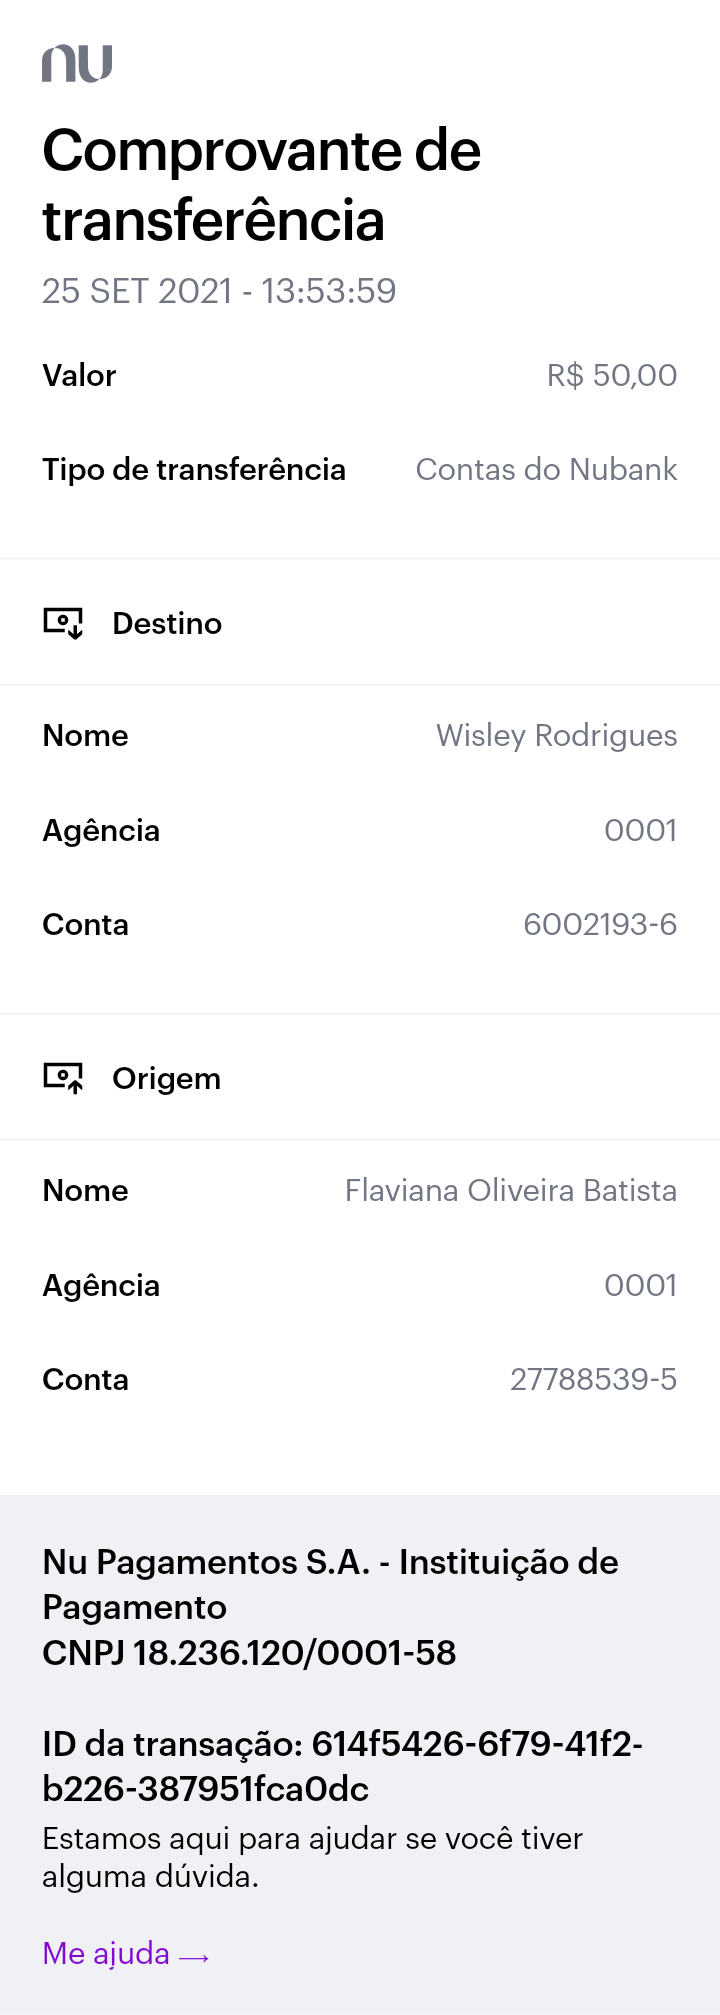 nu
Comprovante de
transferência
25 SET 2021 - 13:53:59
Valor R$ 50,00
Tipo de transferência Contas do Nubank
Destino
Nome Wisley Rodrigues
Agência 0001
Conta 6002193-6
Origem
Nome Flaviana Oliveira Batista
Agência 0001
Conta 27788539-5
Nu Pagamentos S.A. - Instituição de
Pagamento
CNPJ 18.236.120/0001-58
ID da transação: 614f5426-6f79-41f2-
b226-387951fca0dc
Estamos aqui para ajudar se você tiver
alguma dúvida.
Me ajuda →